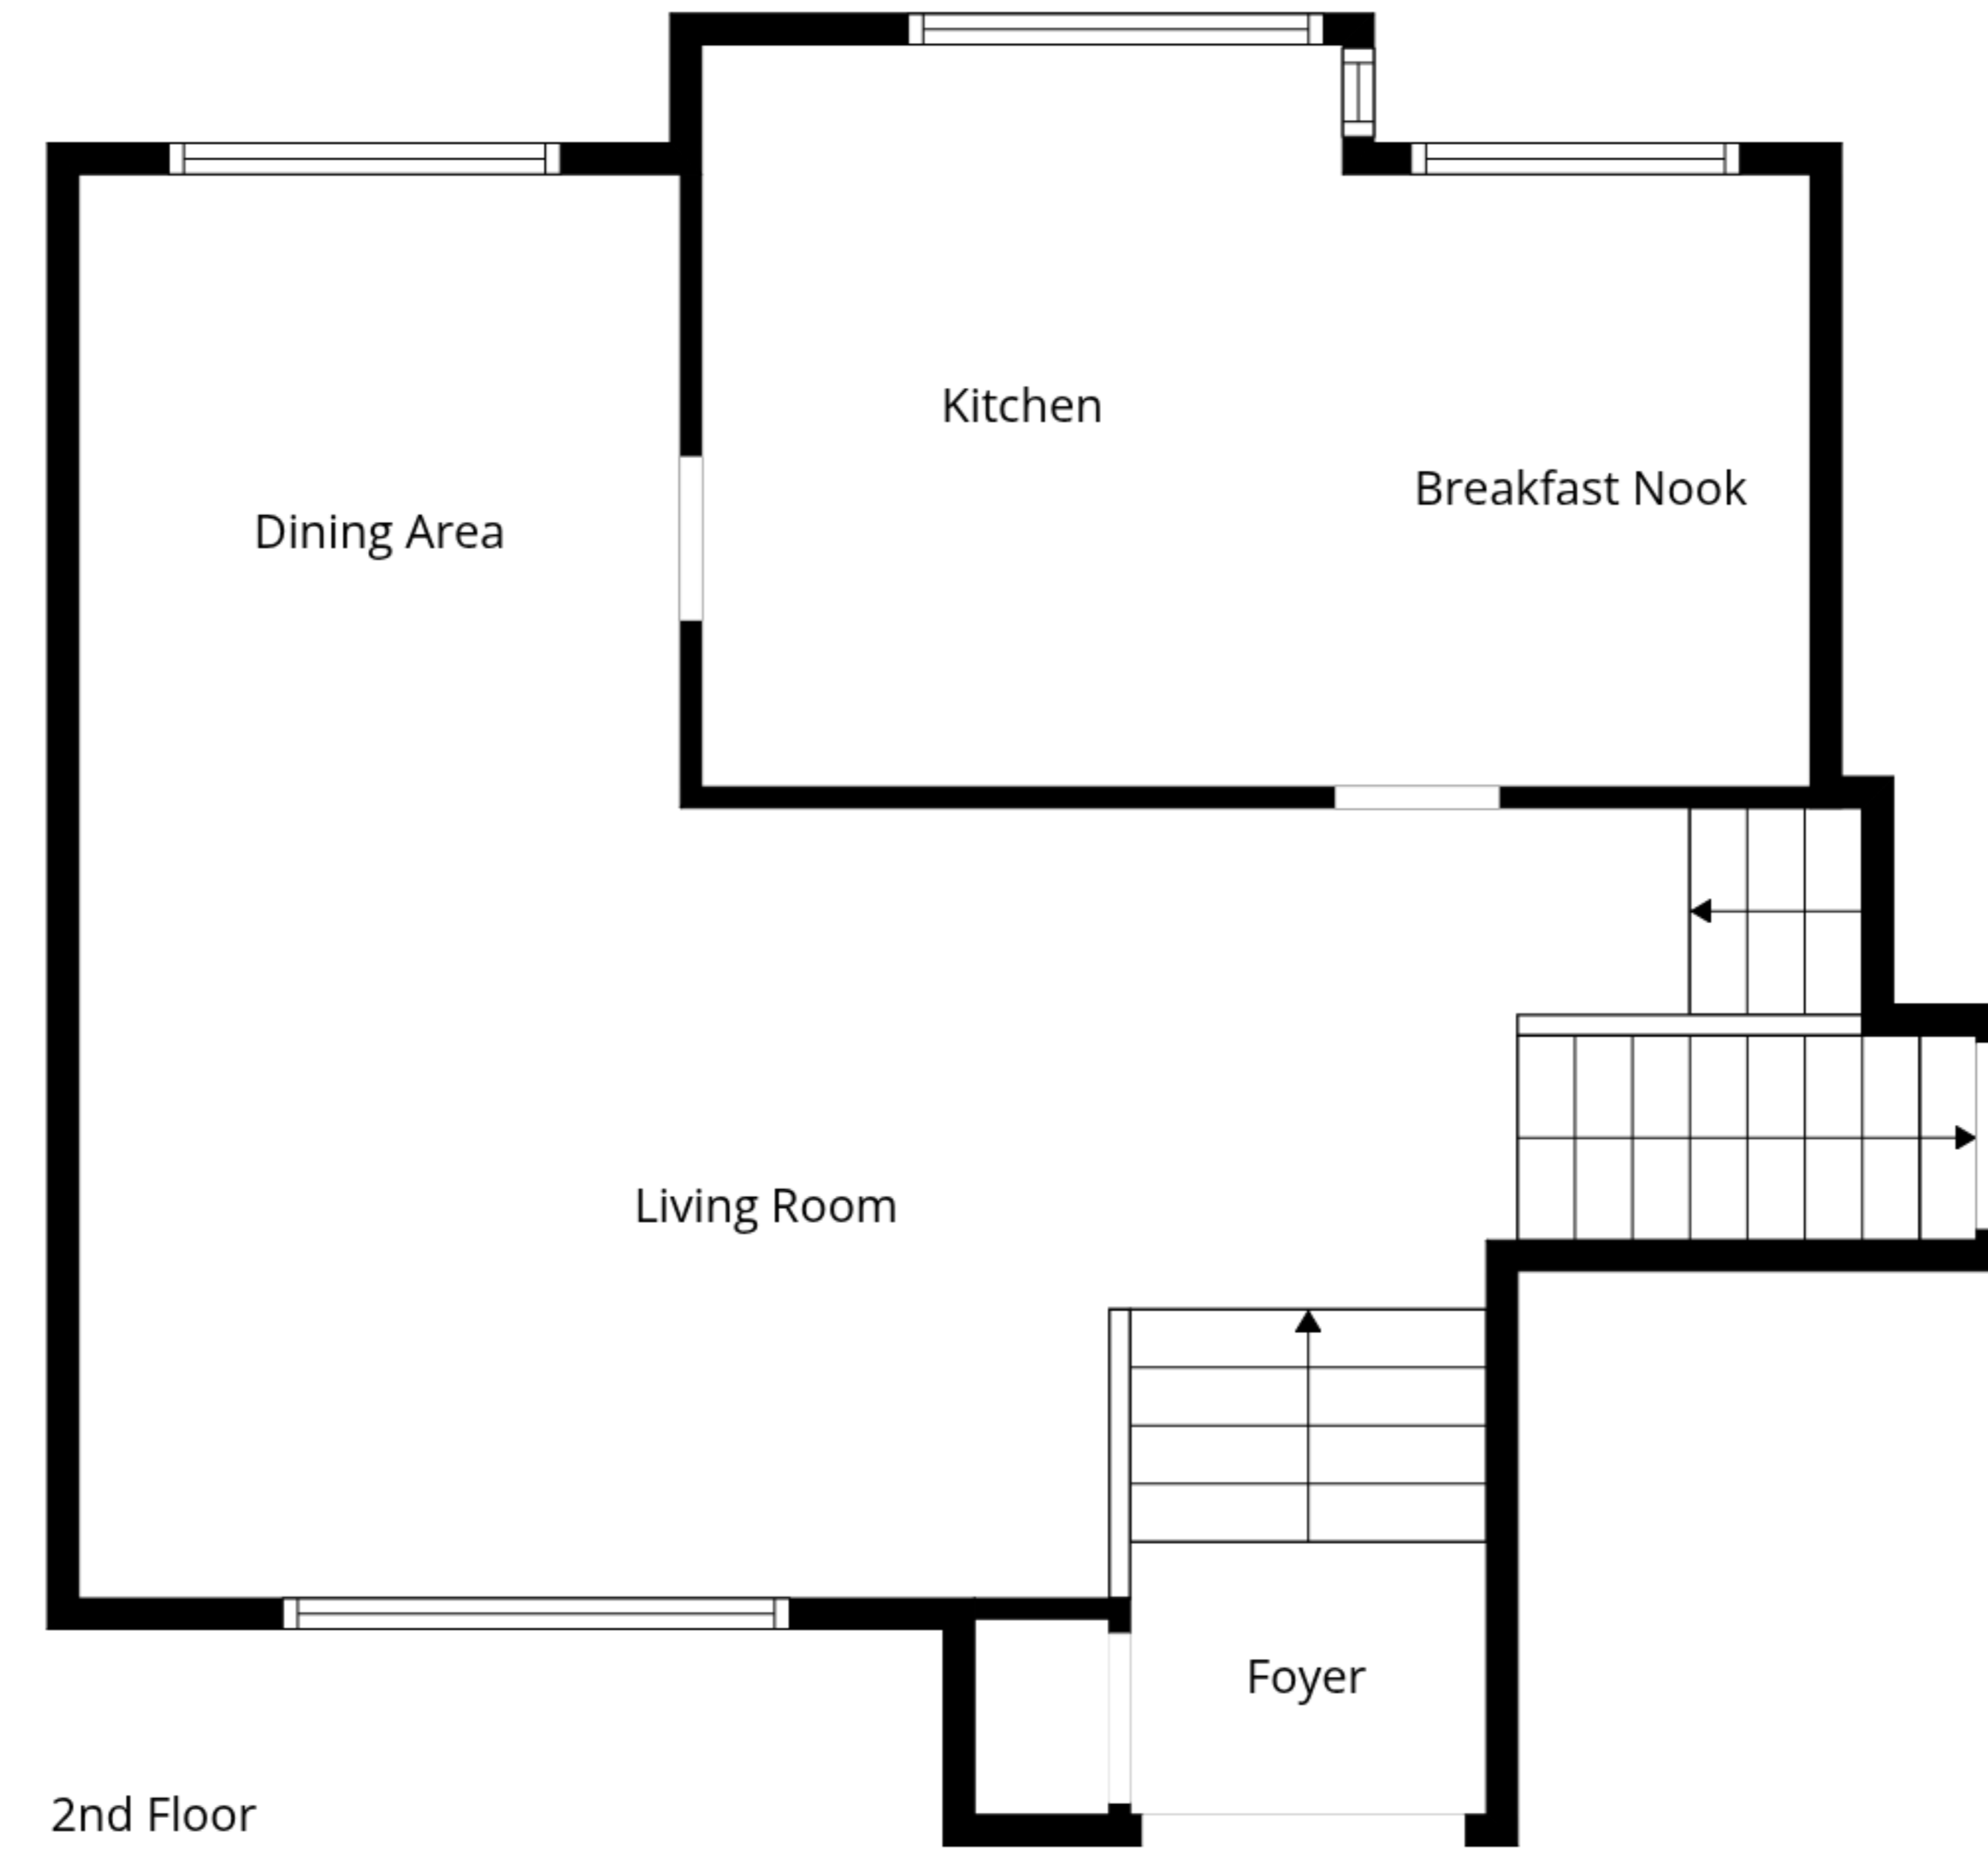 Kitchen
Breakfast Nook
Dining Area
Living Room
Foyer
2nd Floor